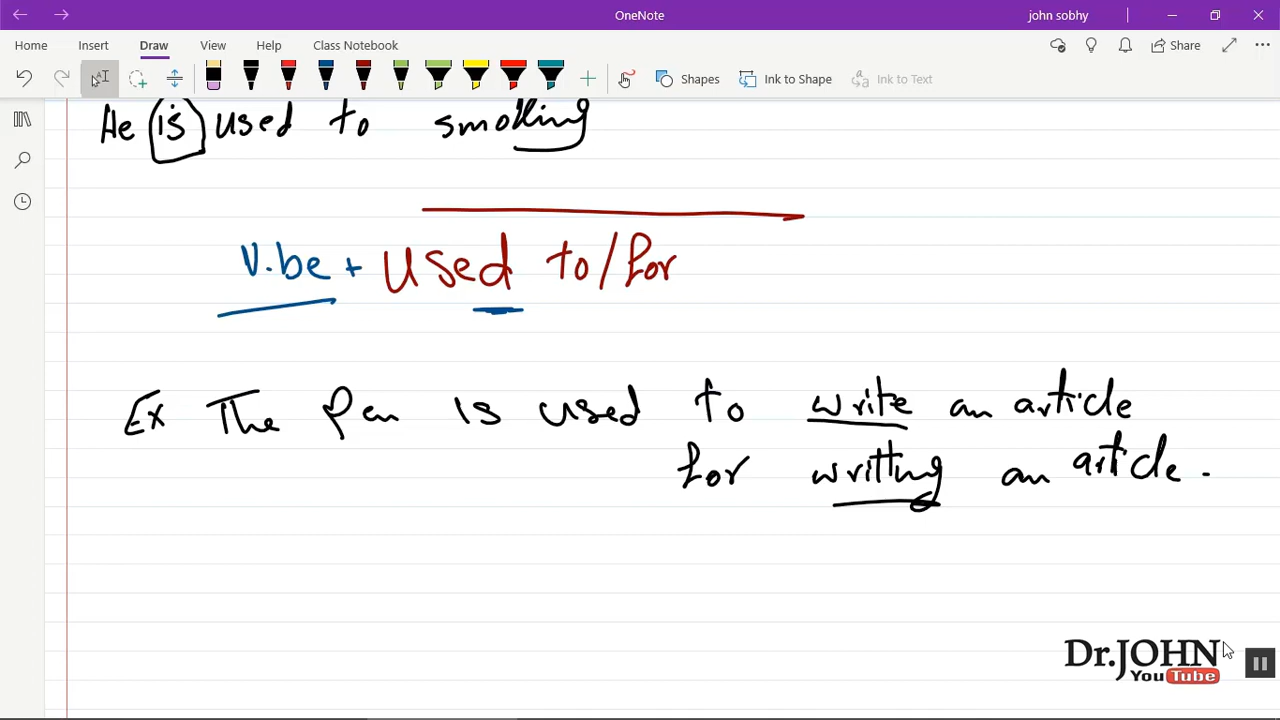 OneNote
john sobhy
Home Insert Draw View Help Class Notebook
Share
Shapes Ink to Shape Ink to Text
He is used to smoking
v.be + used to/for
Ex The Pen is used to write an article
for writting an article.
Dr.JOHN
YouTube